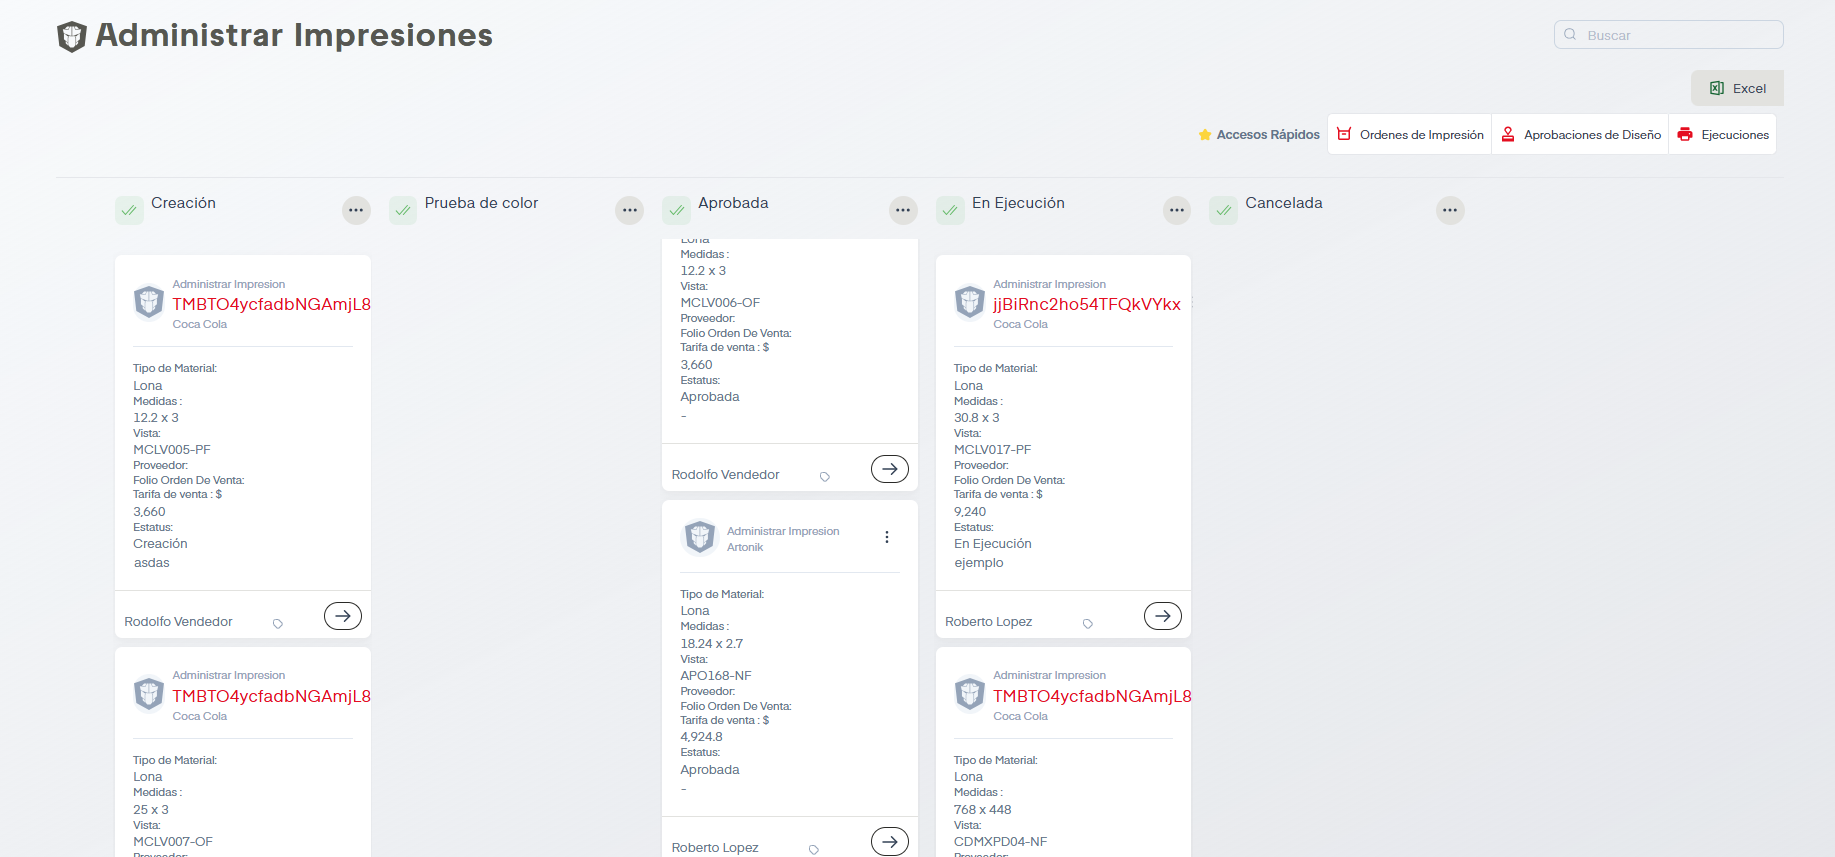 Administrar Impresiones
Buscar
Excel
Accesos Rápidos
Ordenes de Impresión
Aprobaciones de Diseño
Ejecuciones
Creación
Prueba de color
Aprobada
En Ejecución
Cancelada
Administrar Impresion
TMBTO4ycfadbNGAmjL8
Coca Cola
Tipo de Material:
Lona
Medidas :
12.2 x 3
Vista:
MCLV005-PF
Proveedor:
Folio Orden De Venta:
Tarifa de venta : $
3,660
Estatus:
Creación
asdas
Rodolfo Vendedor
Administrar Impresion
TMBTO4ycfadbNGAmjL8
Coca Cola
Tipo de Material:
Lona
Medidas :
25 x 3
Vista:
MCLV007-OF
Proveedor:
Lona
Medidas :
12.2 x 3
Vista:
MCLV006-OF
Proveedor:
Folio Orden De Venta:
Tarifa de venta : $
3,660
Estatus:
Aprobada
-
Rodolfo Vendedor
Administrar Impresion
Artonik
Tipo de Material:
Lona
Medidas :
18.24 x 2.7
Vista:
APO168-NF
Proveedor:
Folio Orden De Venta:
Tarifa de venta : $
4,924.8
Estatus:
Aprobada
-
Roberto Lopez
Administrar Impresion
jjBiRnc2ho54TFQkVYkx
Coca Cola
Tipo de Material:
Lona
Medidas :
30.8 x 3
Vista:
MCLV017-PF
Proveedor:
Folio Orden De Venta:
Tarifa de venta : $
9,240
Estatus:
En Ejecución
ejemplo
Roberto Lopez
Administrar Impresion
TMBTO4ycfadbNGAmjL8
Coca Cola
Tipo de Material:
Lona
Medidas :
768 x 448
Vista:
CDMXPD04-NF
Proveedor: